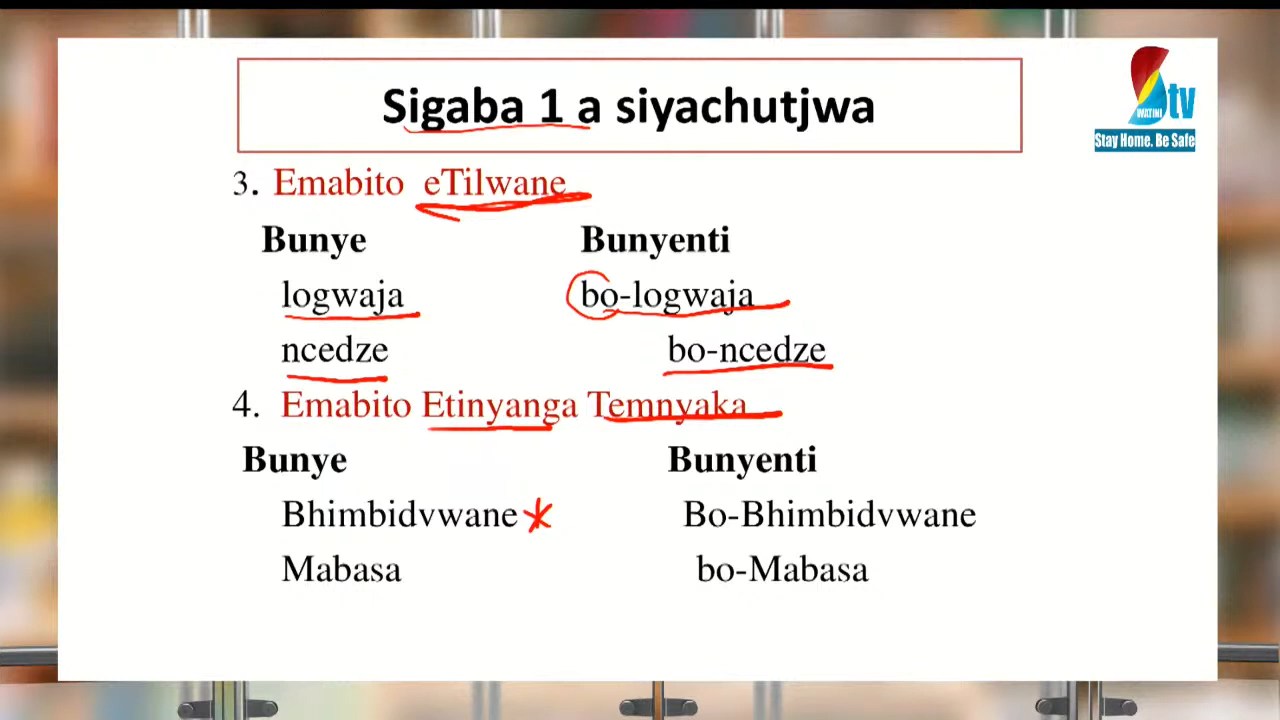 Sigaba 1 a siyachutjwa
tv
WATINI
Stay Home. Be Safe
3. Emabito eTilwane
Bunye Bunyenti
logwaja bo-logwaja
ncedze bo-ncedze
4. Emabito Etinyanga Temnyaka
Bunye Bunyenti
Bhimbidvwane Bo-Bhimbidvwane
Mabasa bo-Mabasa